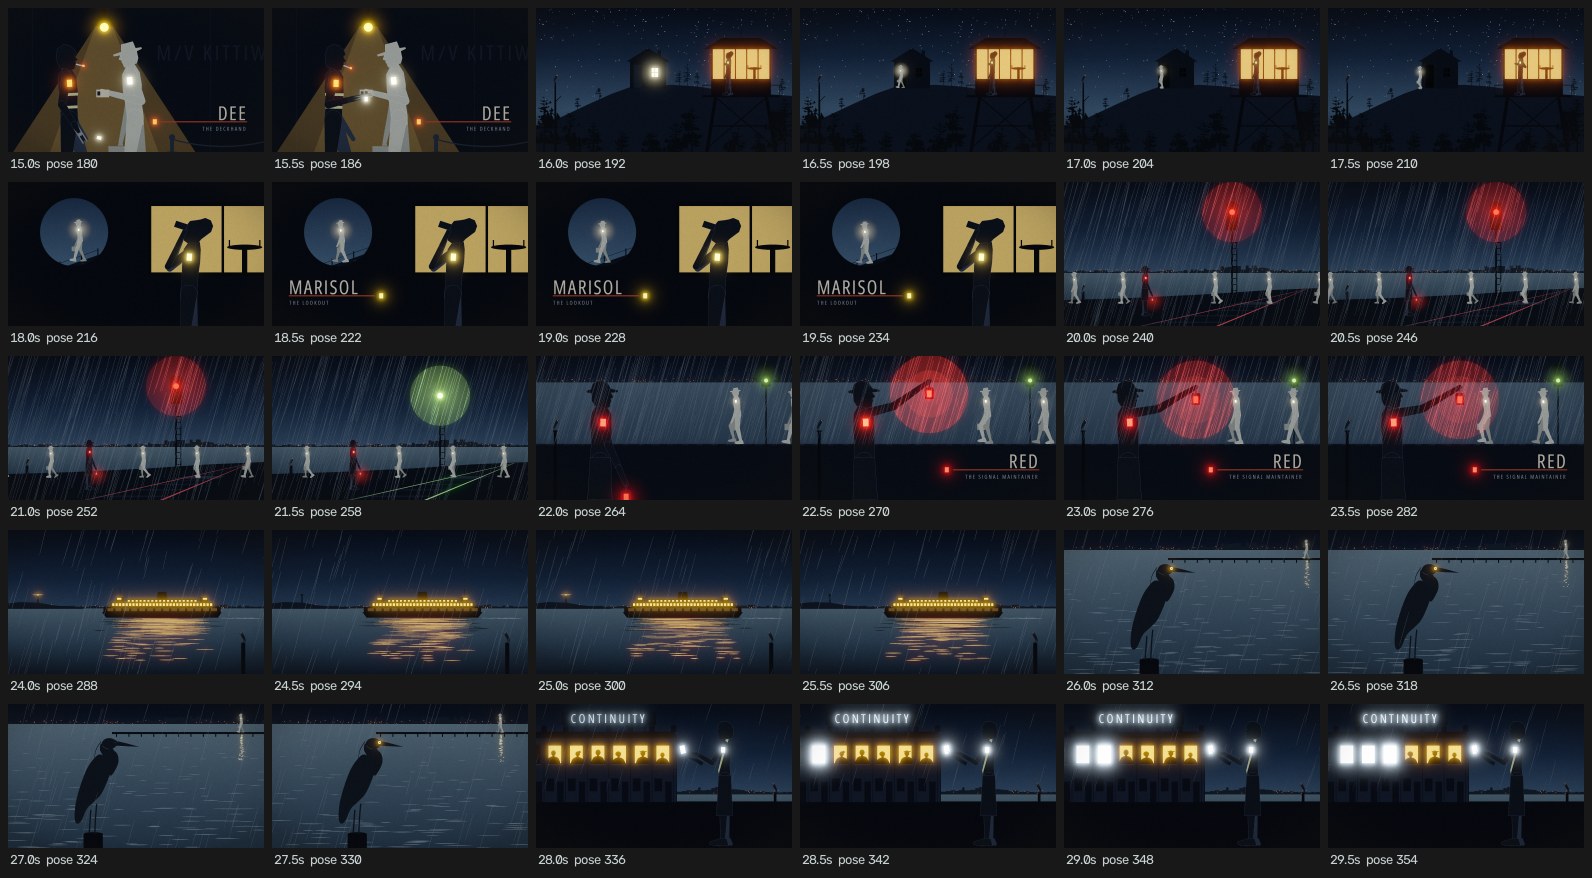 M/V KITTIW
DEE
THE DECKHAND
M/V KITTIW
DEE
THE DECKHAND
15.0s pose 180
15.5s pose 186
16.0s pose 192
16.5s pose 198
17.0s pose 204
17.5s pose 210
MARISOL
THE LOOKOUT
MARISOL
THE LOOKOUT
MARISOL
THE LOOKOUT
18.0s pose 216
18.5s pose 222
19.0s pose 228
19.5s pose 234
20.0s pose 240
20.5s pose 246
RED
THE SIGNAL MAINTAINER
RED
THE SIGNAL MAINTAINER
RED
THE SIGNAL MAINTAINER
21.0s pose 252
21.5s pose 258
22.0s pose 264
22.5s pose 270
23.0s pose 276
23.5s pose 282
24.0s pose 288
24.5s pose 294
25.0s pose 300
25.5s pose 306
26.0s pose 312
26.5s pose 318
CONTINUITY
CONTINUITY
CONTINUITY
CONTINUITY
27.0s pose 324
27.5s pose 330
28.0s pose 336
28.5s pose 342
29.0s pose 348
29.5s pose 354